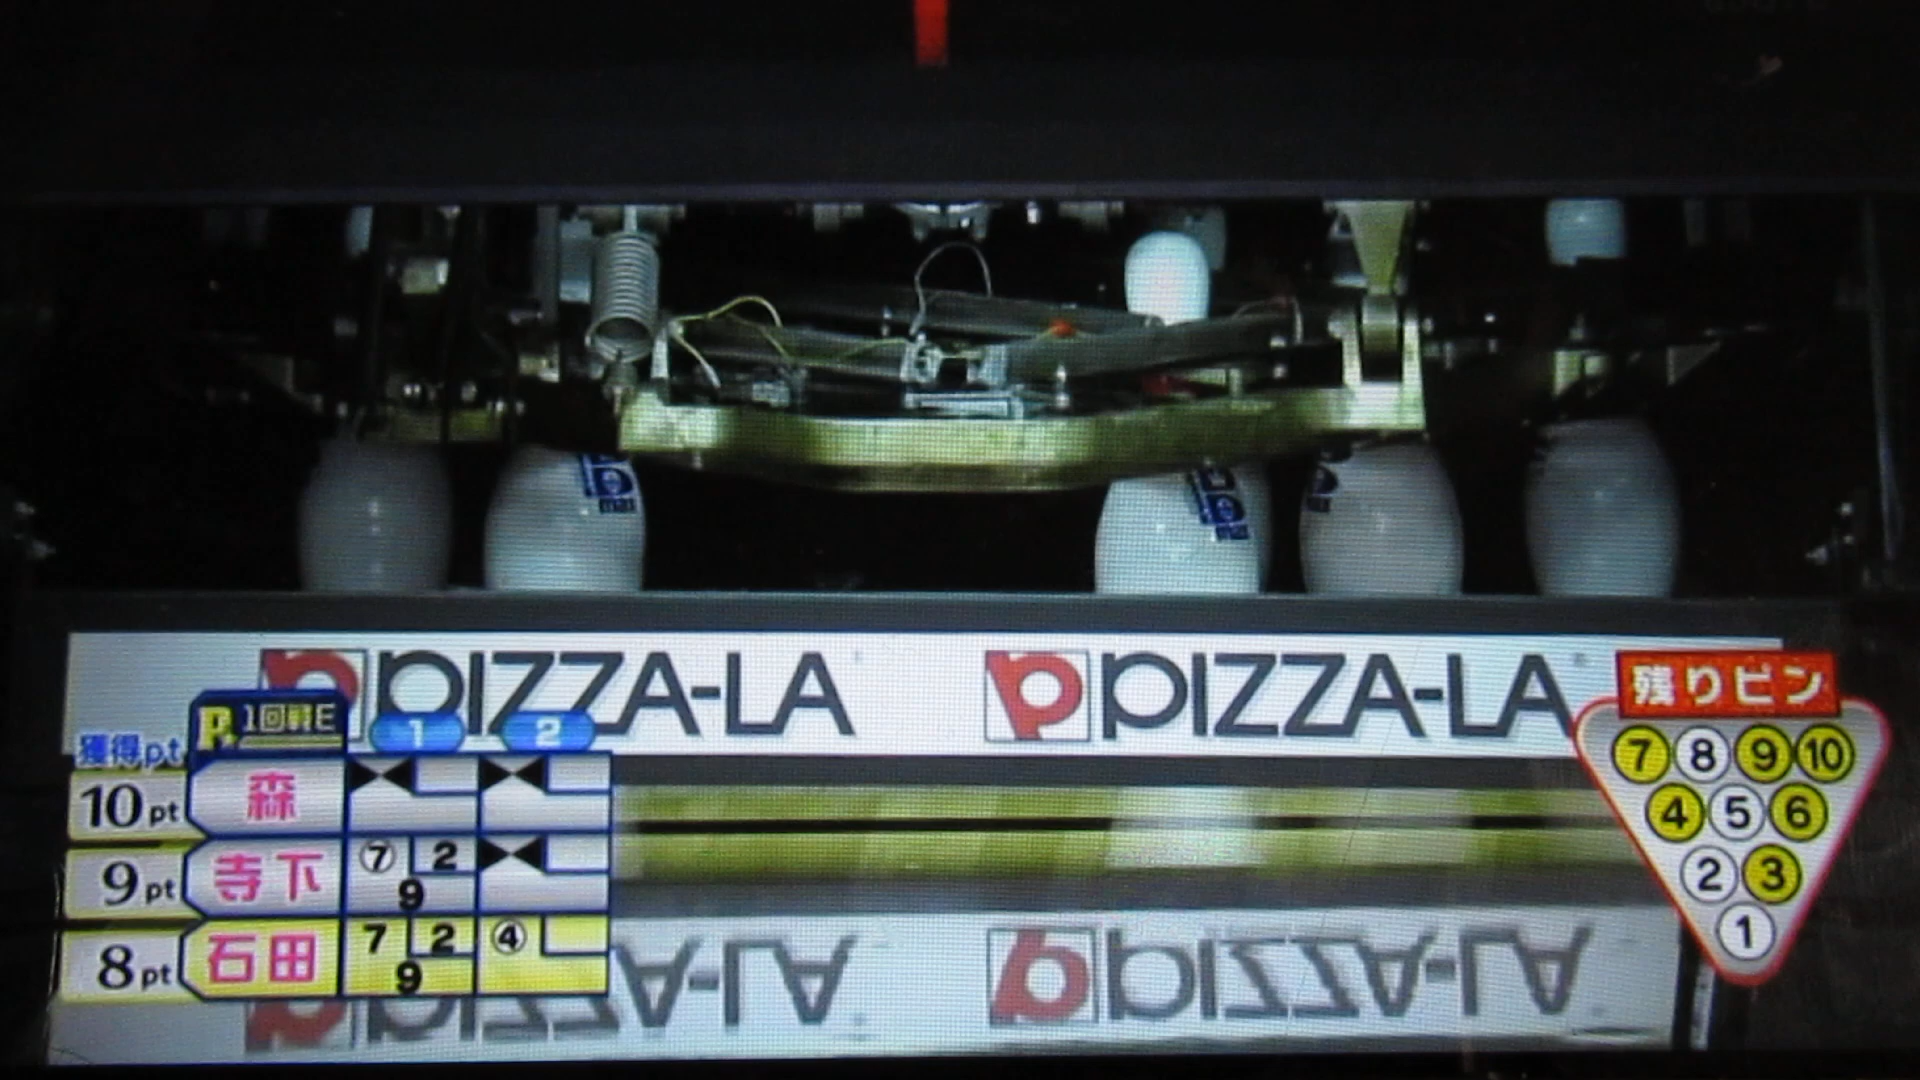 PIZZA-LA PIZZA-LA
残りピン
7 8 9 10
4 5 6
2 3
1
P 1回戦E 1 2
獲得pt
10pt 森
9pt 寺下 7 2
9
8pt 石田 7 2 4
9